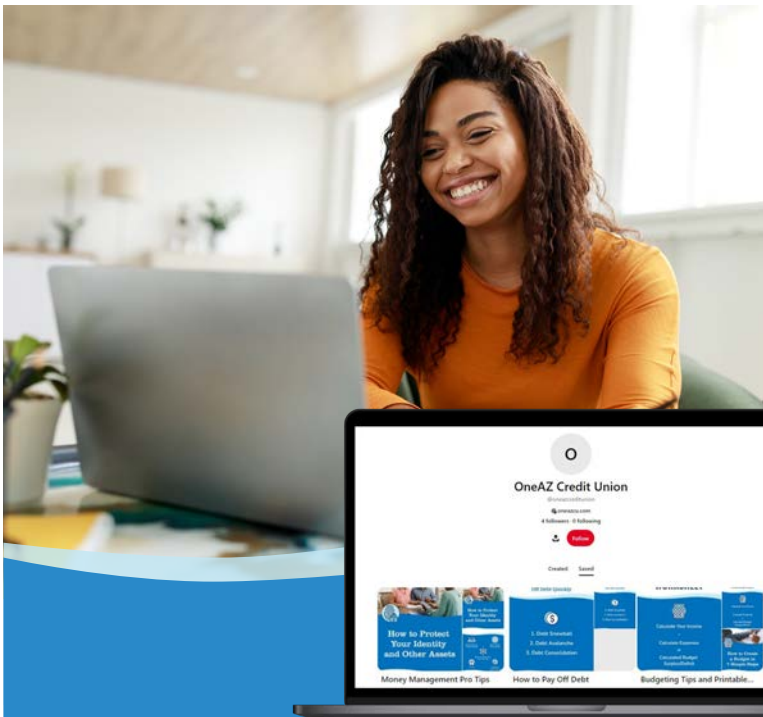 O
OneAZ Credit Union
@oneazcreditunion
oneazcu.com
4 followers · 0 following
Follow
Created Saved
How to Protect
Your Identity
and Other Assets
How to Protect
Your Identity
and Other Assets
Money Management Pro Tips
Off Debt Quickly
1. Debt Snowball
2. Debt Avalanche
3. Debt Consolidation
How to Pay Off Debt
Calculate Your Income
-
Calculate Expenses
=
Calculated Budget
Surplus/Deficit
How to Create
a Budget in
Budgeting Tips and Printable...